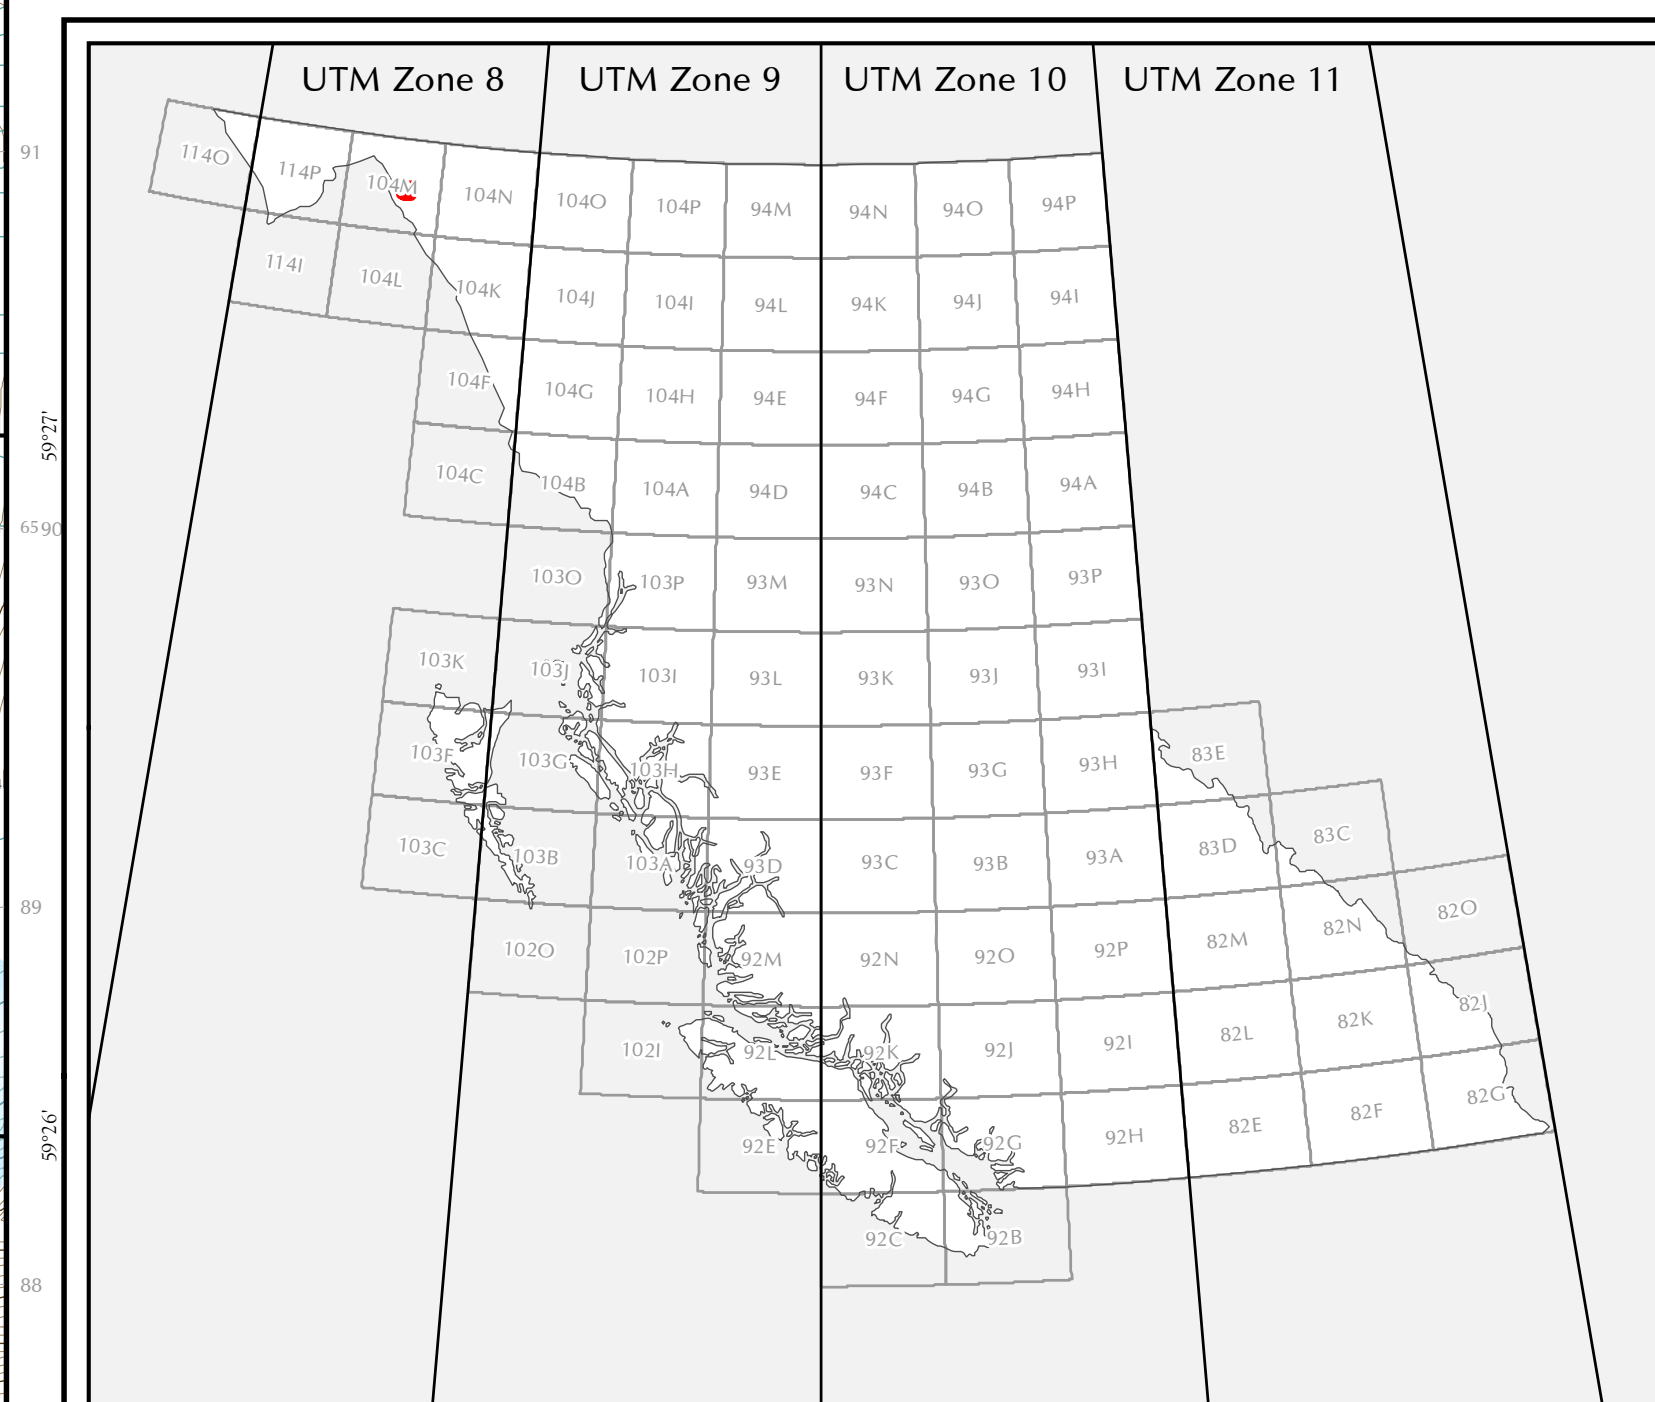 UTM Zone 8 UTM Zone 9 UTM Zone 10 UTM Zone 11
91
114O 114P 104M 104N 104O 104P 94M 94N 94O 94P
114I 104L 104K 104J 104I 94L 94K 94J 94I
104F 104G 104H 94E 94F 94G 94H
59°27'
104C 104B 104A 94D 94C 94B 94A
6590
103O 103P 93M 93N 93O 93P
103K 103J 103I 93L 93K 93J 93I
103F 103G 103H 93E 93F 93G 93H 83E
103C 103B 103A 93D 93C 93B 93A 83D 83C
89
102O 102P 92M 92N 92O 92P 82M 82N 82O
102I 92L 92K 92J 92I 82L 82K 82J
59°26'
92E 92F 92G 92H 82E 82F 82G
92C 92B
88